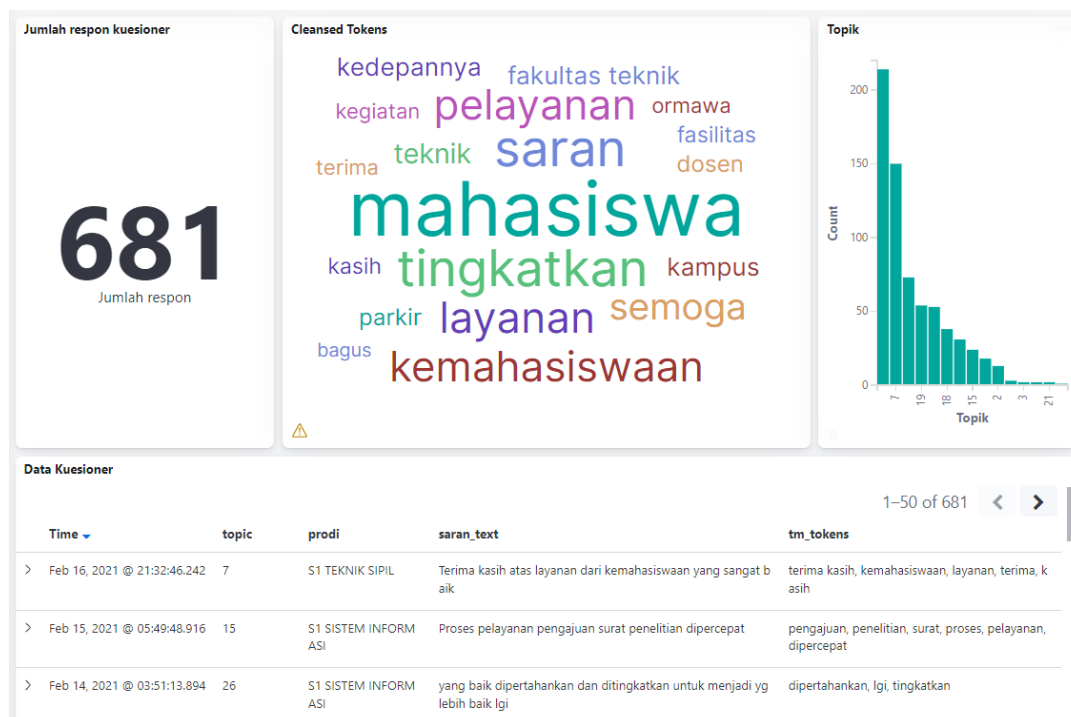 Jumlah respon kuesioner
681
Jumlah respon
Cleansed Tokens
kedepannya
fakultas teknik
kegiatan
pelayanan
ormawa
fasilitas
teknik
saran
dosen
terima
mahasiswa
kasih
tingkatkan
kampus
parkir
layanan
semoga
bagus
kemahasiswaan
Topik
200
150
100
50
0
Count
7
19
18
15
2
3
21
Topik
Data Kuesioner
1–50 of 681
Time topic prodi saran_text tm_tokens
Feb 16, 2021 @ 21:32:46.242 7 S1 TEKNIK SIPIL Terima kasih atas layanan dari kemahasiswaan yang sangat b terima kasih, kemahasiswaan, layanan, terima, k
aik asih
Feb 15, 2021 @ 05:49:48.916 15 S1 SISTEM INFORM Proses pelayanan pengajuan surat penelitian dipercepat pengajuan, penelitian, surat, proses, pelayanan,
ASI dipercepat
Feb 14, 2021 @ 03:51:13.894 26 S1 SISTEM INFORM yang baik dipertahankan dan ditingkatkan untuk menjadi yg dipertahankan, lgi, tingkatkan
ASI lebih baik lgi